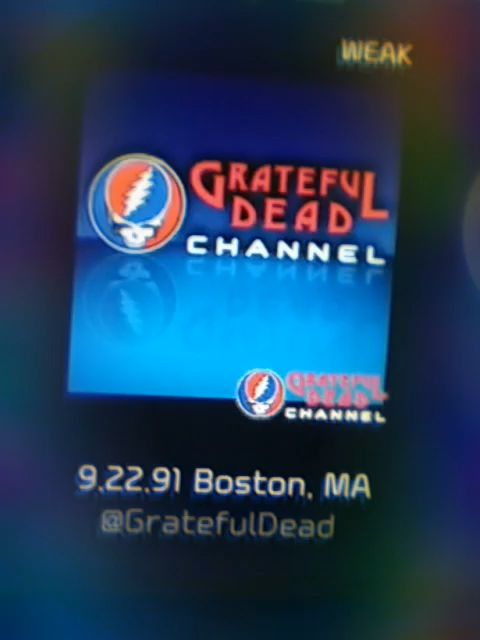 WEAK
GRATEFUL
DEAD
CHANNEL
GRATEFUL
DEAD
CHANNEL
9.22.91 Boston, MA
@GratefulDead